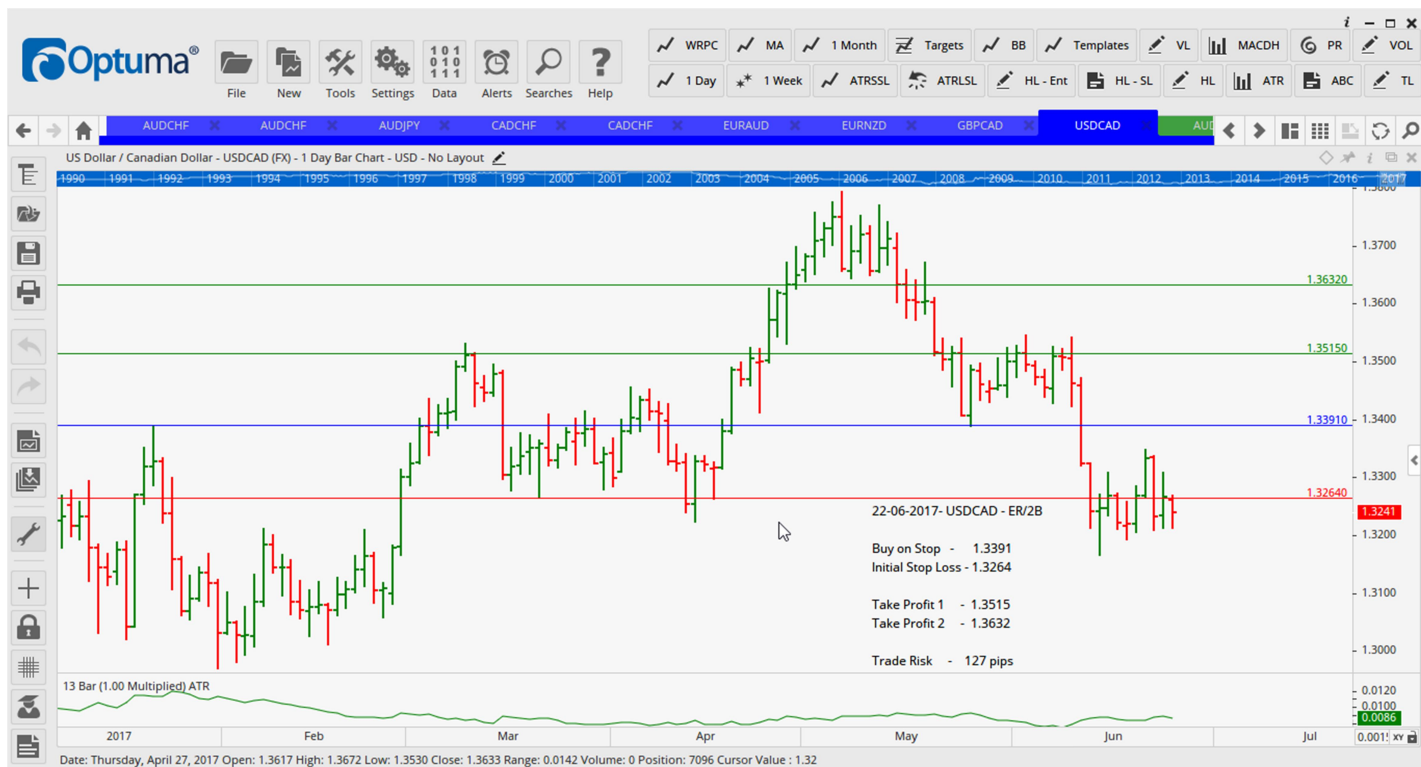 Optuma®
File
New
Tools
Settings
101
010
111
Data
Alerts
Searches
?
Help
i
WRPC
MA
1 Month
Targets
BB
Templates
VL
MACDH
PR
VOL
1 Day
1 Week
ATRSSL
ATRLSL
HL - Ent
HL - SL
HL
ATR
ABC
TL
AUDCHF
AUDCHF
AUDJPY
CADCHF
CADCHF
EURAUD
EURNZD
GBPCAD
USDCAD
AUD
US Dollar / Canadian Dollar - USDCAD (FX) - 1 Day Bar Chart - USD - No Layout
1990 1991 1992 1993 1994 1995 1996 1997 1998 1999 2000 2001 2002 2003 2004 2005 2006 2007 2008 2009 2010 2011 2012 2013 2014 2015 2016 2017
1.3800
1.3700
1.36320
1.3600
1.35150
1.3500
1.33910
1.3400
1.3300
1.32640
1.3241
1.3200
1.3100
1.3000
22-06-2017- USDCAD - ER/2B
Buy on Stop - 1.3391
Initial Stop Loss - 1.3264
Take Profit 1 - 1.3515
Take Profit 2 - 1.3632
Trade Risk - 127 pips
13 Bar (1.00 Multiplied) ATR
0.0120
0.0100
0.0086
2017 Feb Mar Apr May Jun Jul
XY
Date: Thursday, April 27, 2017 Open: 1.3617 High: 1.3672 Low: 1.3530 Close: 1.3633 Range: 0.0142 Volume: 0 Position: 7096 Cursor Value : 1.32